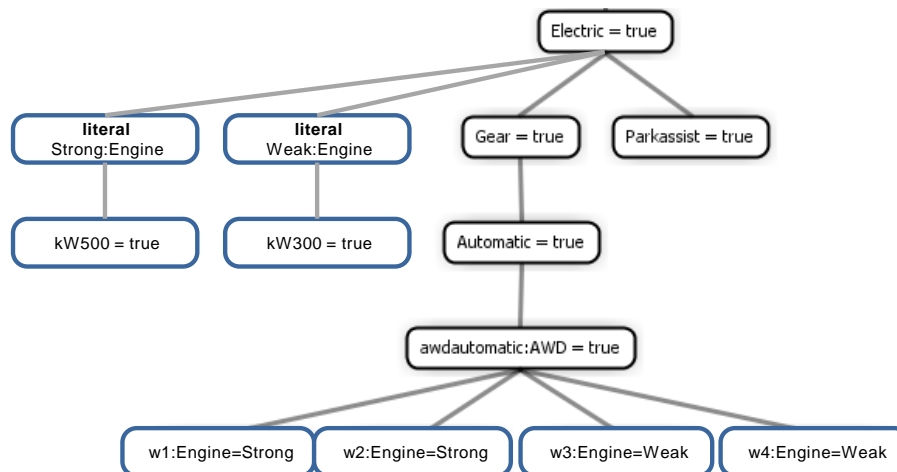 Electric = true
literal
Strong:Engine
literal
Weak:Engine
Gear = true
Parkassist = true
kW500 = true
kW300 = true
Automatic = true
awdautomatic:AWD = true
w1:Engine=Strong
w2:Engine=Strong
w3:Engine=Weak
w4:Engine=Weak